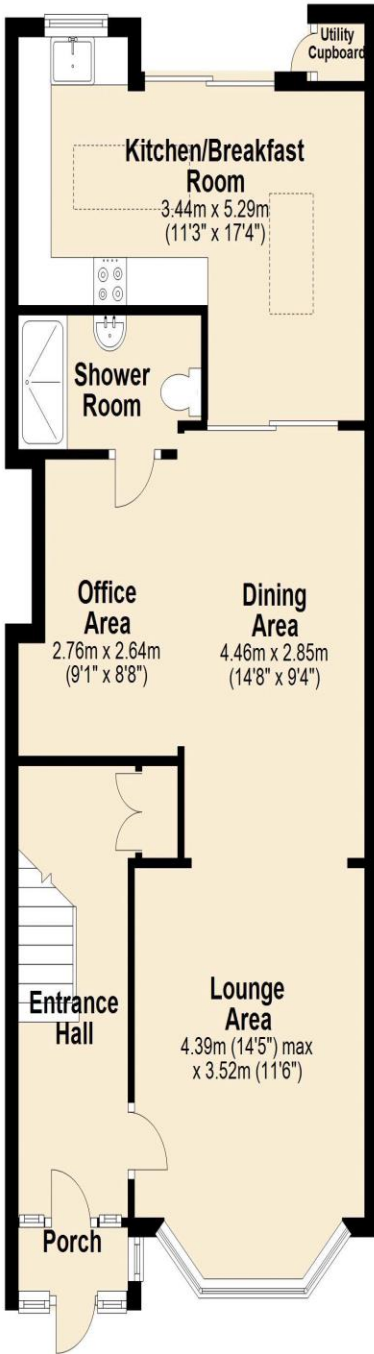 Utility
Cupboard
Kitchen/Breakfast
Room
3.44m x 5.29m
(11'3" x 17'4")
Shower
Room
Office
Area
2.76m x 2.64m
(9'1" x 8'8")
Dining
Area
4.46m x 2.85m
(14'8" x 9'4")
Entrance
Hall
Lounge
Area
4.39m (14'5") max
x 3.52m (11'6")
Porch